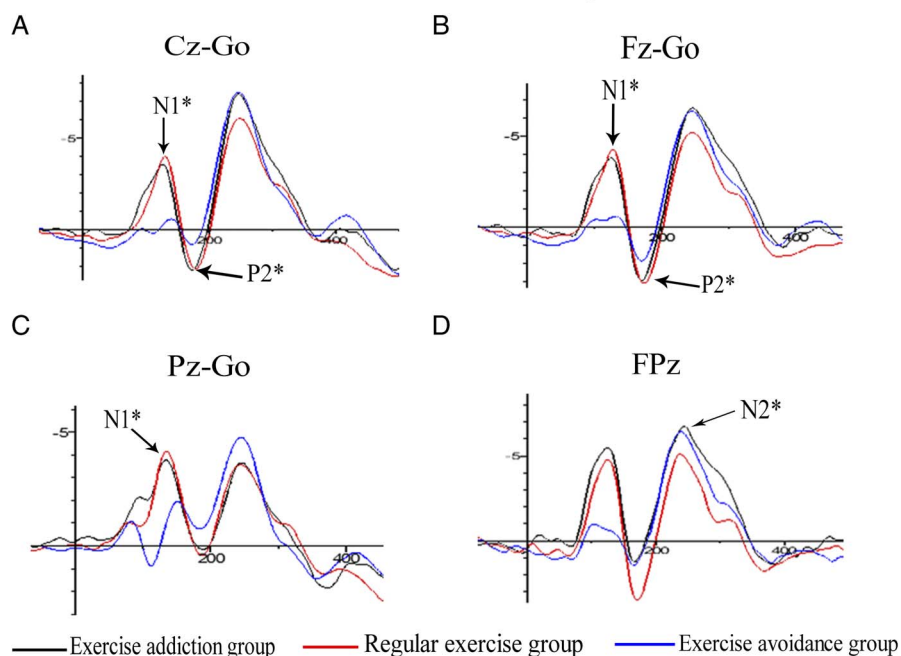 A
Cz-Go
N1*
-5
200
400
P2*
B
Fz-Go
N1*
-5
200
400
P2*
C
Pz-Go
N1*
-5
200
400
D
FPz
N2*
-5
200
400
Exercise addiction group Regular exercise group Exercise avoidance group